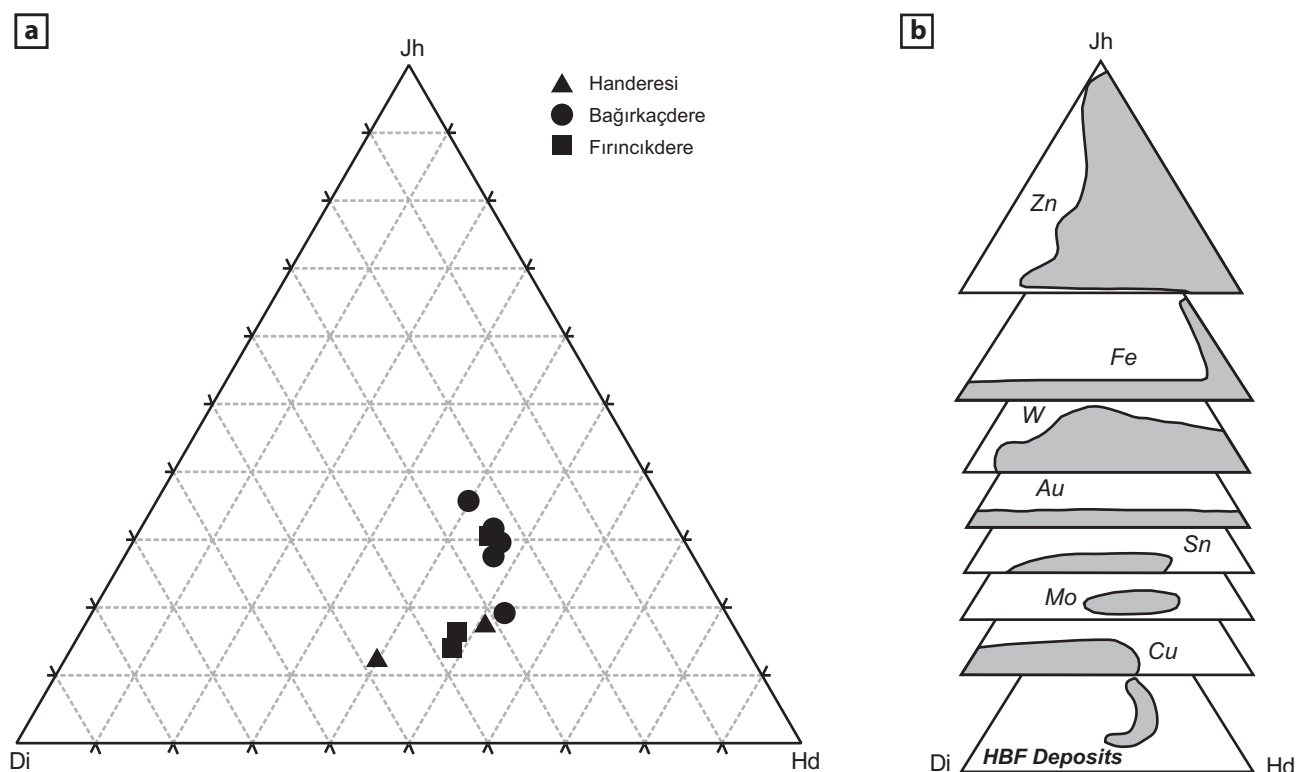 a
Jh
Handeresi
Bağırkaçdere
Fırıncıkdere
Di
Hd
b
Jh
Zn
Fe
W
Au
Sn
Mo
Cu
HBF Deposits
Di
Hd